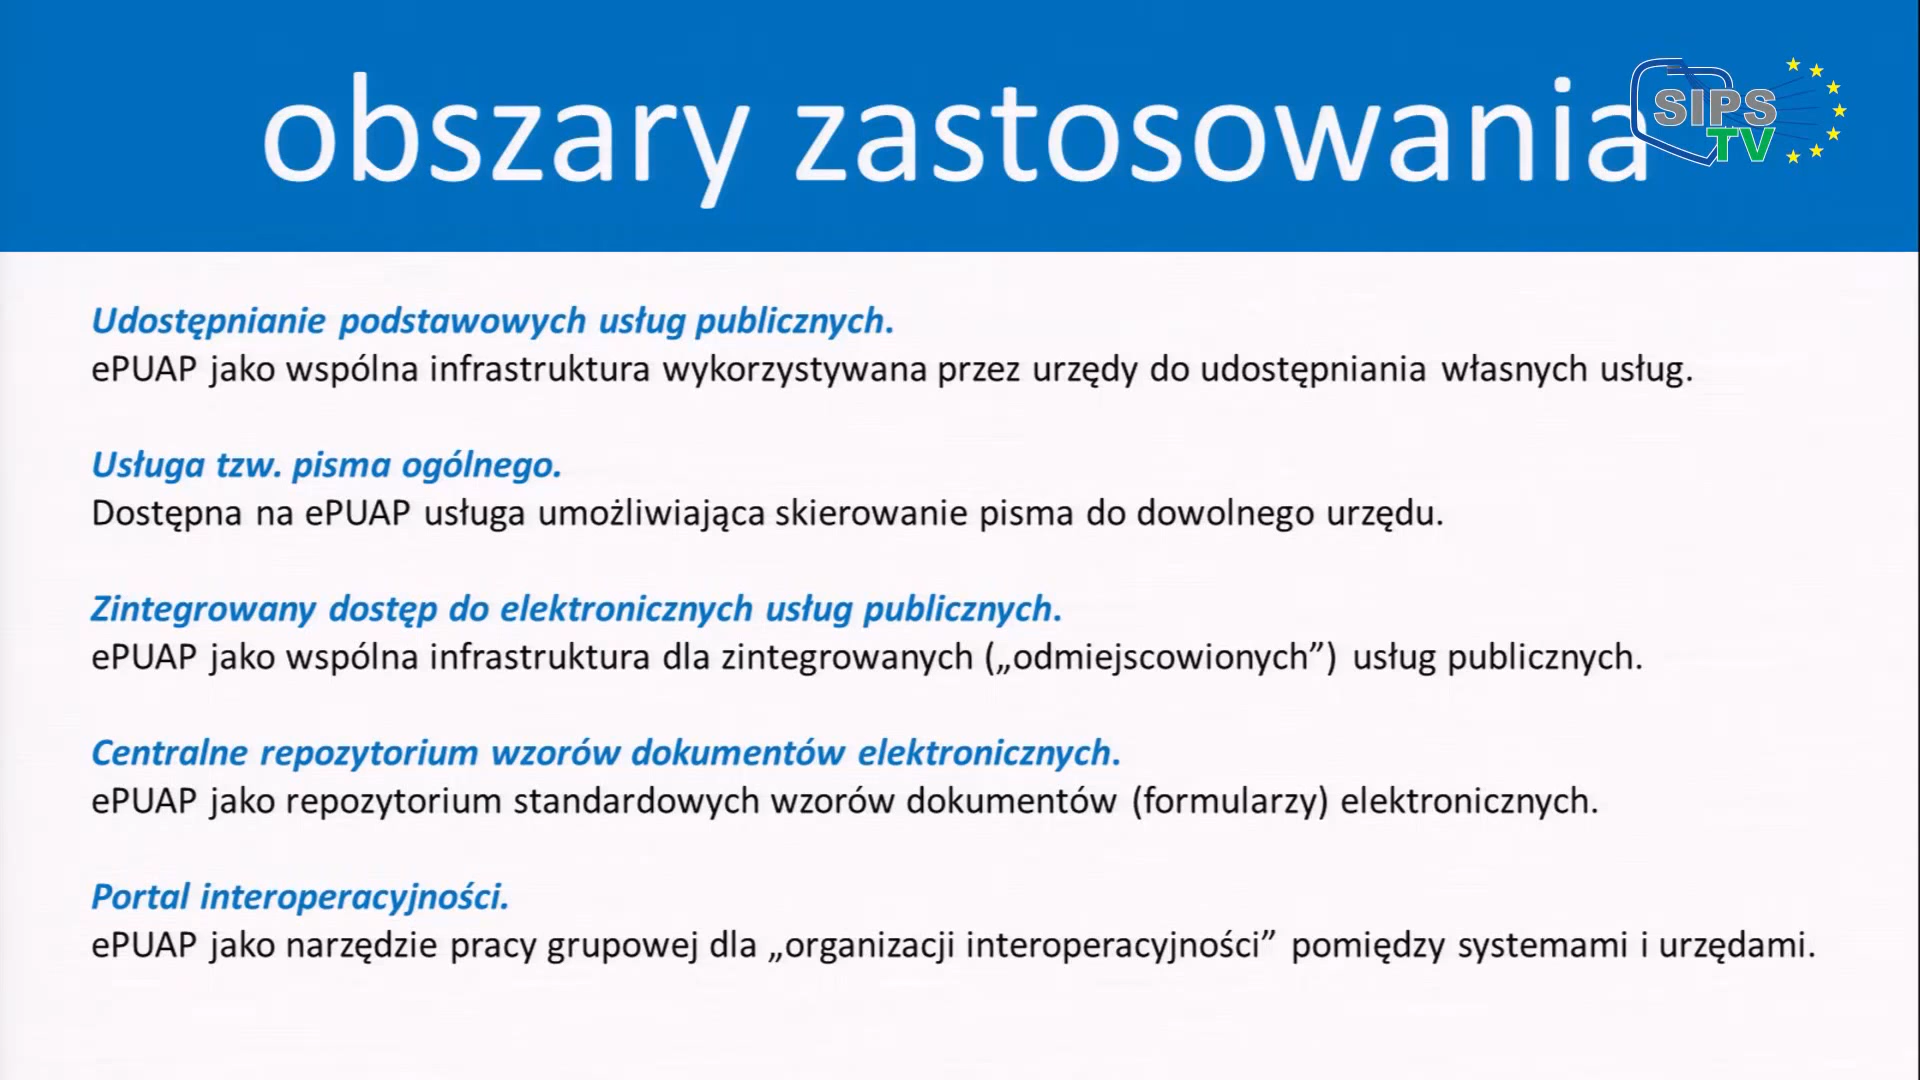 obszary zastosowania
SIPS
TV
Udostępnianie podstawowych usług publicznych.
ePUAP jako wspólna infrastruktura wykorzystywana przez urzędy do udostępniania własnych usług.
Usługa tzw. pisma ogólnego.
Dostępna na ePUAP usługa umożliwiająca skierowanie pisma do dowolnego urzędu.
Zintegrowany dostęp do elektronicznych usług publicznych.
ePUAP jako wspólna infrastruktura dla zintegrowanych („odmiejscowionych”) usług publicznych.
Centralne repozytorium wzorów dokumentów elektronicznych.
ePUAP jako repozytorium standardowych wzorów dokumentów (formularzy) elektronicznych.
Portal interoperacyjności.
ePUAP jako narzędzie pracy grupowej dla „organizacji interoperacyjności” pomiędzy systemami i urzędami.